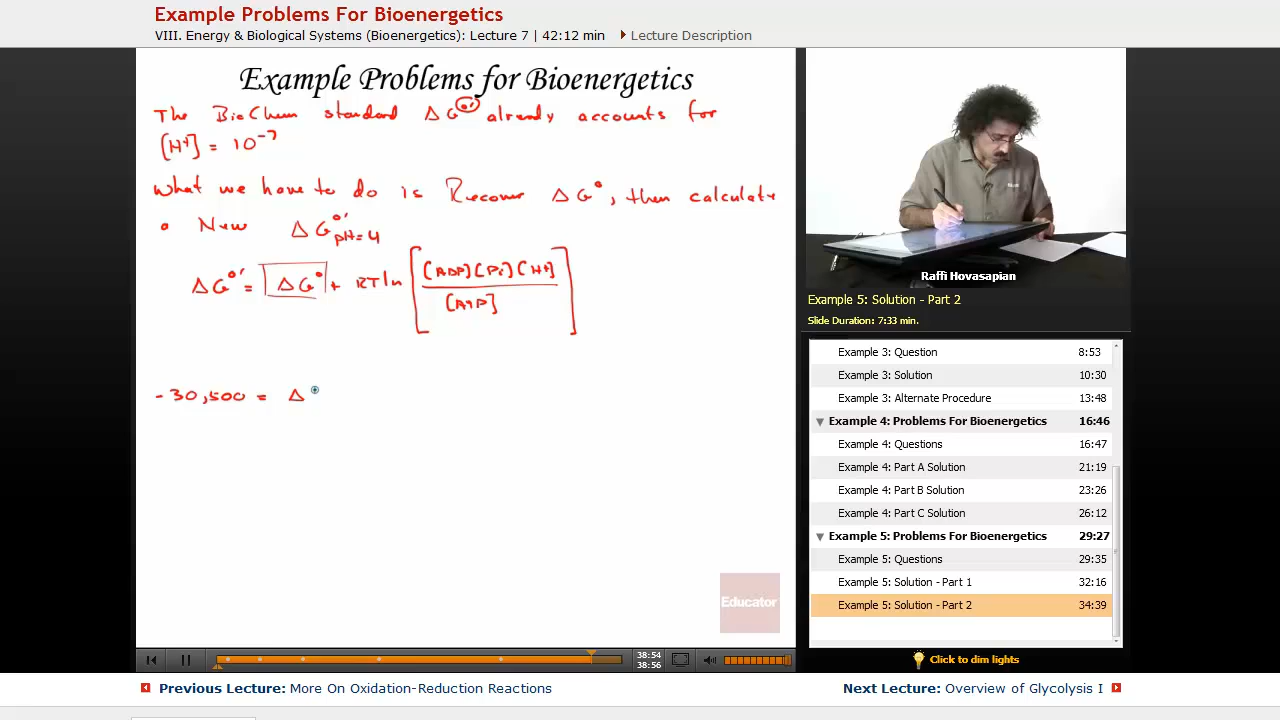 Example Problems For Bioenergetics
VIII. Energy & Biological Systems (Bioenergetics): Lecture 7 | 42:12 min Lecture Description
Example Problems for Bioenergetics
The BioChem standard ΔG°' already accounts for
[H+] = 10⁻⁷
What we have to do is Recover ΔG°, then calculate
a New ΔG°' pH=4
ΔG°' = ΔG° + RT ln [ [ADP][Pi][H+] / [ATP] ]
-30,500 = Δ
Educator
38:54
38:56
Raffi Hovasapian
Example 5: Solution - Part 2
Slide Duration: 7:33 min.
Example 3: Question 8:53
Example 3: Solution 10:30
Example 3: Alternate Procedure 13:48
Example 4: Problems For Bioenergetics 16:46
Example 4: Questions 16:47
Example 4: Part A Solution 21:19
Example 4: Part B Solution 23:26
Example 4: Part C Solution 26:12
Example 5: Problems For Bioenergetics 29:27
Example 5: Questions 29:35
Example 5: Solution - Part 1 32:16
Example 5: Solution - Part 2 34:39
Click to dim lights
Previous Lecture: More On Oxidation-Reduction Reactions
Next Lecture: Overview of Glycolysis I